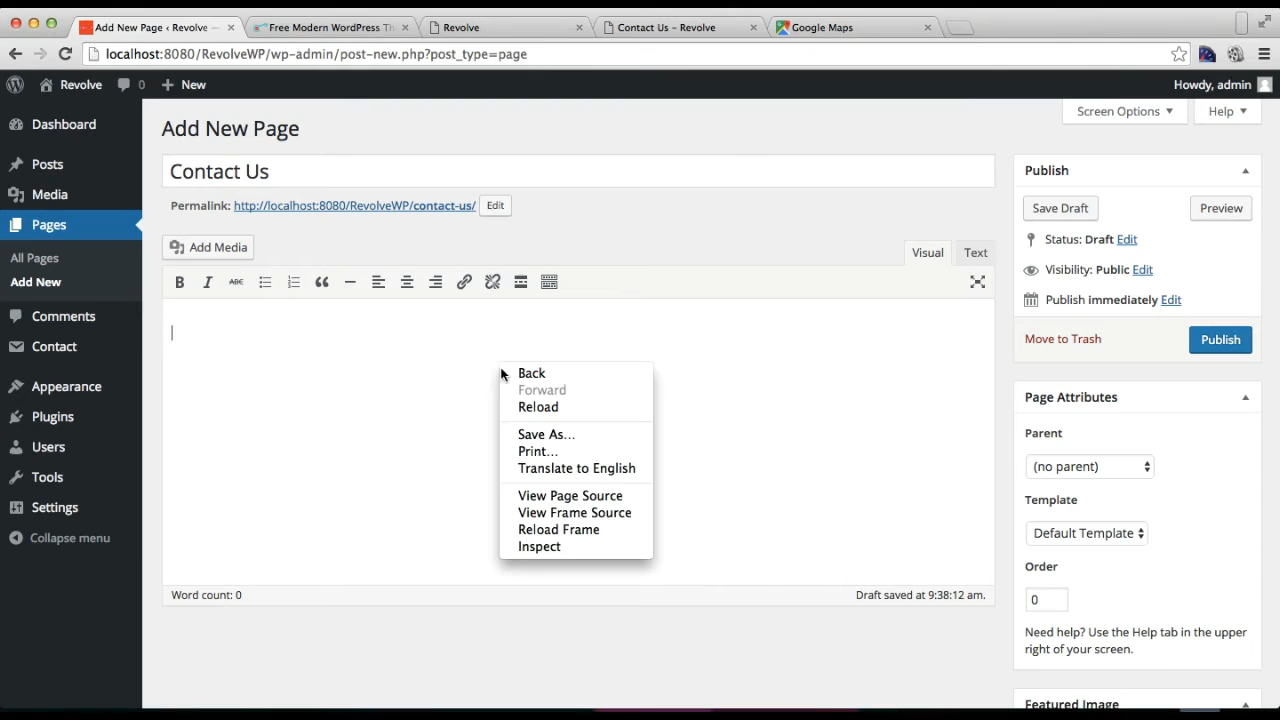 Add New Page ‹ Revolve —
Free Modern WordPress Th
Revolve
Contact Us – Revolve
Google Maps
localhost:8080/RevolveWP/wp-admin/post-new.php?post_type=page
Revolve
0
New
Howdy, admin
Screen Options
Help
Dashboard
Posts
Media
Pages
All Pages
Add New
Comments
Contact
Appearance
Plugins
Users
Tools
Settings
Collapse menu
Add New Page
Contact Us
Permalink: http://localhost:8080/RevolveWP/contact-us/ Edit
Add Media
Visual
Text
B I ABC
Back
Forward
Reload
Save As...
Print...
Translate to English
View Page Source
View Frame Source
Reload Frame
Inspect
Word count: 0
Draft saved at 9:38:12 am.
Publish
Save Draft
Preview
Status: Draft Edit
Visibility: Public Edit
Publish immediately Edit
Move to Trash
Publish
Page Attributes
Parent
(no parent)
Template
Default Template
Order
0
Need help? Use the Help tab in the upper
right of your screen.
Featured Image